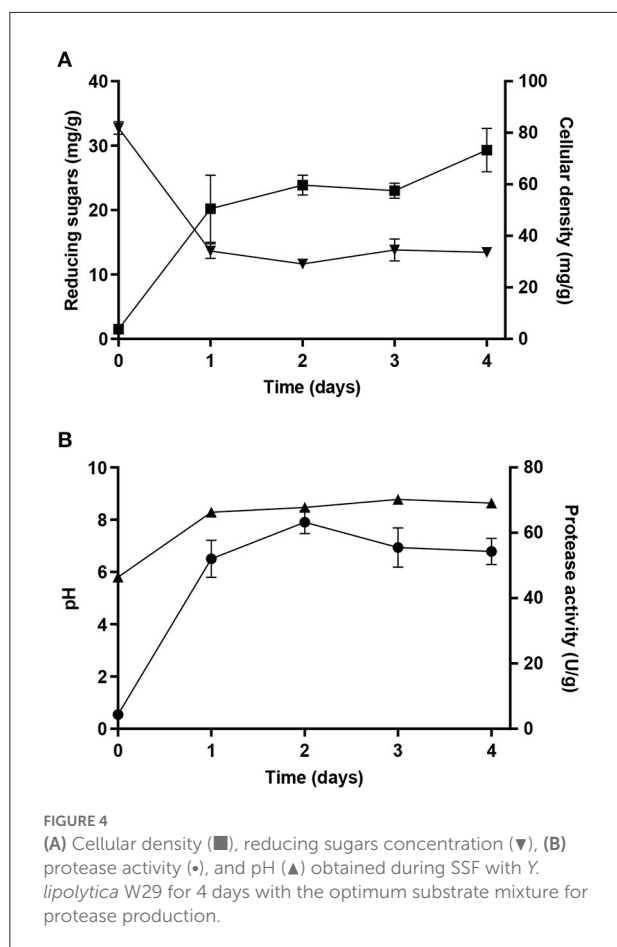 A
Reducing sugars (mg/g)
40
30
20
10
0
100
80
60
40
20
0
Cellular density
(mg/g)
0 1 2 3 4
Time (days)
B
pH
10
8
6
4
2
0
80
60
40
20
0
Protease activity (U/g)
0 1 2 3 4
Time (days)
FIGURE 4
(A) Cellular density (■), reducing sugars concentration (▼), (B)
protease activity (•), and pH (▲) obtained during SSF with Y.
lipolytica W29 for 4 days with the optimum substrate mixture for
protease production.